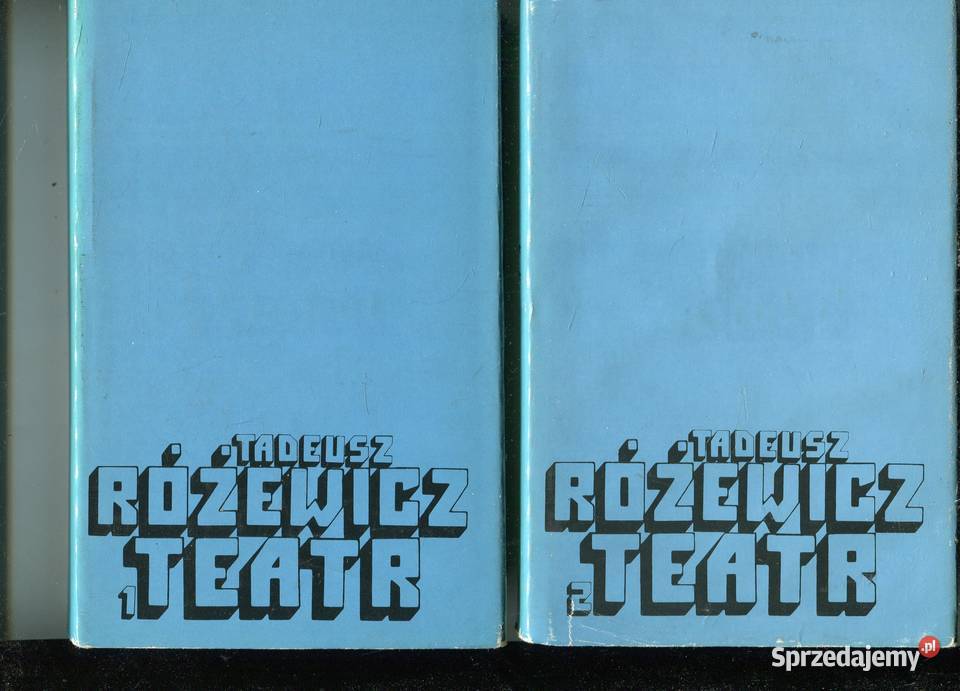 TADEUSZ
RÓŻEWICZ
1 TEATR
TADEUSZ
RÓŻEWICZ
2 TEATR
Sprzedajemy.pl